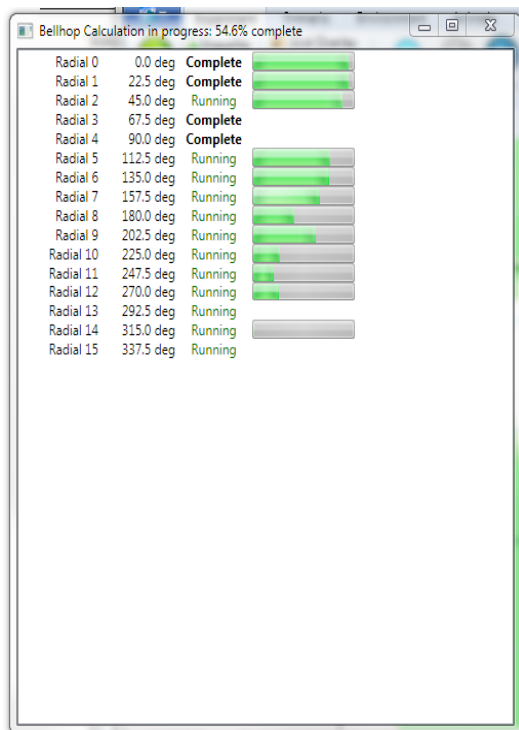 Bellhop Calculation in progress: 54.6% complete
Radial 0 0.0 deg Complete
Radial 1 22.5 deg Complete
Radial 2 45.0 deg Running
Radial 3 67.5 deg Complete
Radial 4 90.0 deg Complete
Radial 5 112.5 deg Running
Radial 6 135.0 deg Running
Radial 7 157.5 deg Running
Radial 8 180.0 deg Running
Radial 9 202.5 deg Running
Radial 10 225.0 deg Running
Radial 11 247.5 deg Running
Radial 12 270.0 deg Running
Radial 13 292.5 deg Running
Radial 14 315.0 deg Running
Radial 15 337.5 deg Running